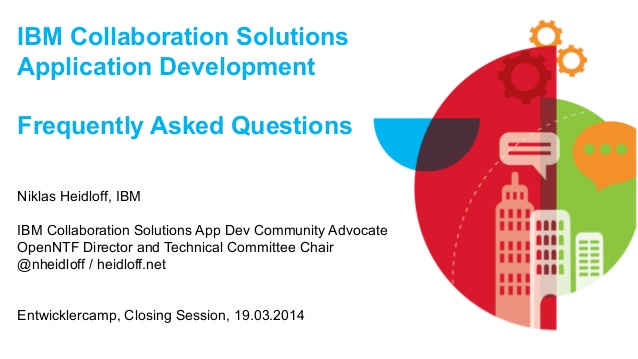 IBM Collaboration Solutions
Application Development
Frequently Asked Questions
Niklas Heidloff, IBM
IBM Collaboration Solutions App Dev Community Advocate
OpenNTF Director and Technical Committee Chair
@nheidloff / heidloff.net
Entwicklercamp, Closing Session, 19.03.2014